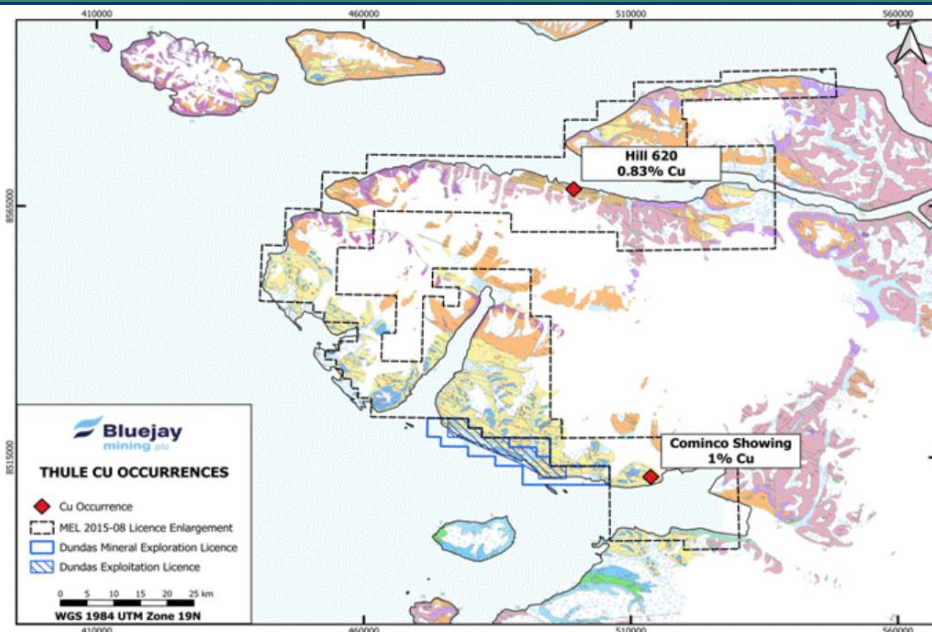 410000
460000
510000
560000
8565000
8515000
Hill 620
0.83% Cu
Cominco Showing
1% Cu
Bluejay
mining plc
THULE CU OCCURRENCES
Cu Occurrence
MEL 2015-08 Licence Enlargement
Dundas Mineral Exploration Licence
Dundas Exploitation Licence
0 5 10 15 20 25 km
WGS 1984 UTM Zone 19N
410000
460000
510000
560000